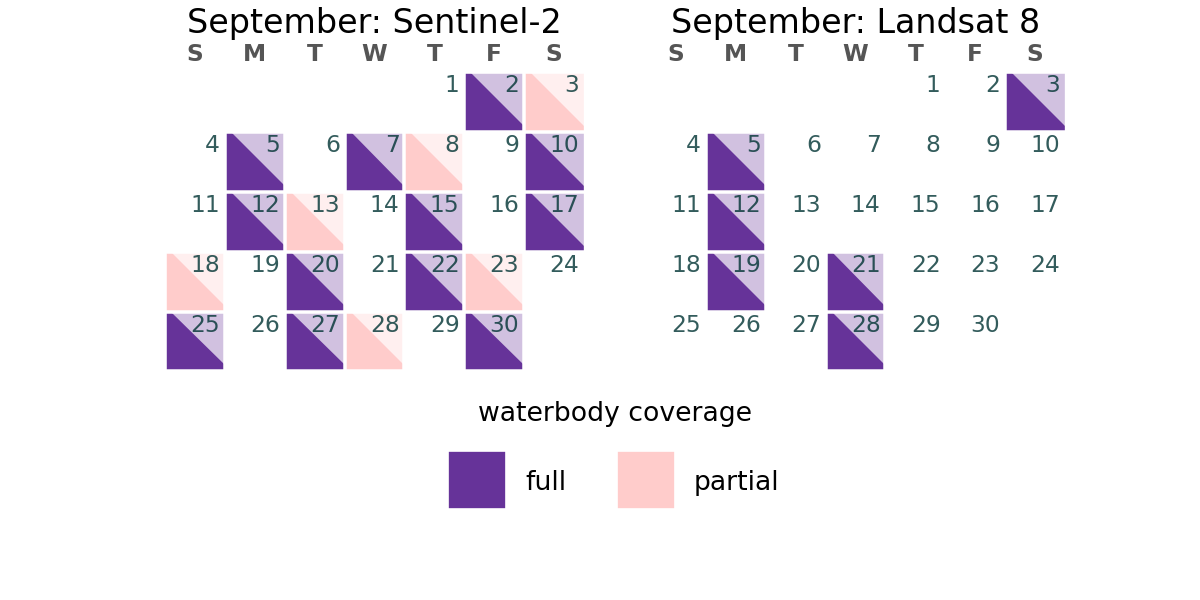 September: Sentinel-2
S M T W T F S
1 2 3
4 5 6 7 8 9 10
11 12 13 14 15 16 17
18 19 20 21 22 23 24
25 26 27 28 29 30
September: Landsat 8
S M T W T F S
1 2 3
4 5 6 7 8 9 10
11 12 13 14 15 16 17
18 19 20 21 22 23 24
25 26 27 28 29 30
waterbody coverage
full
partial